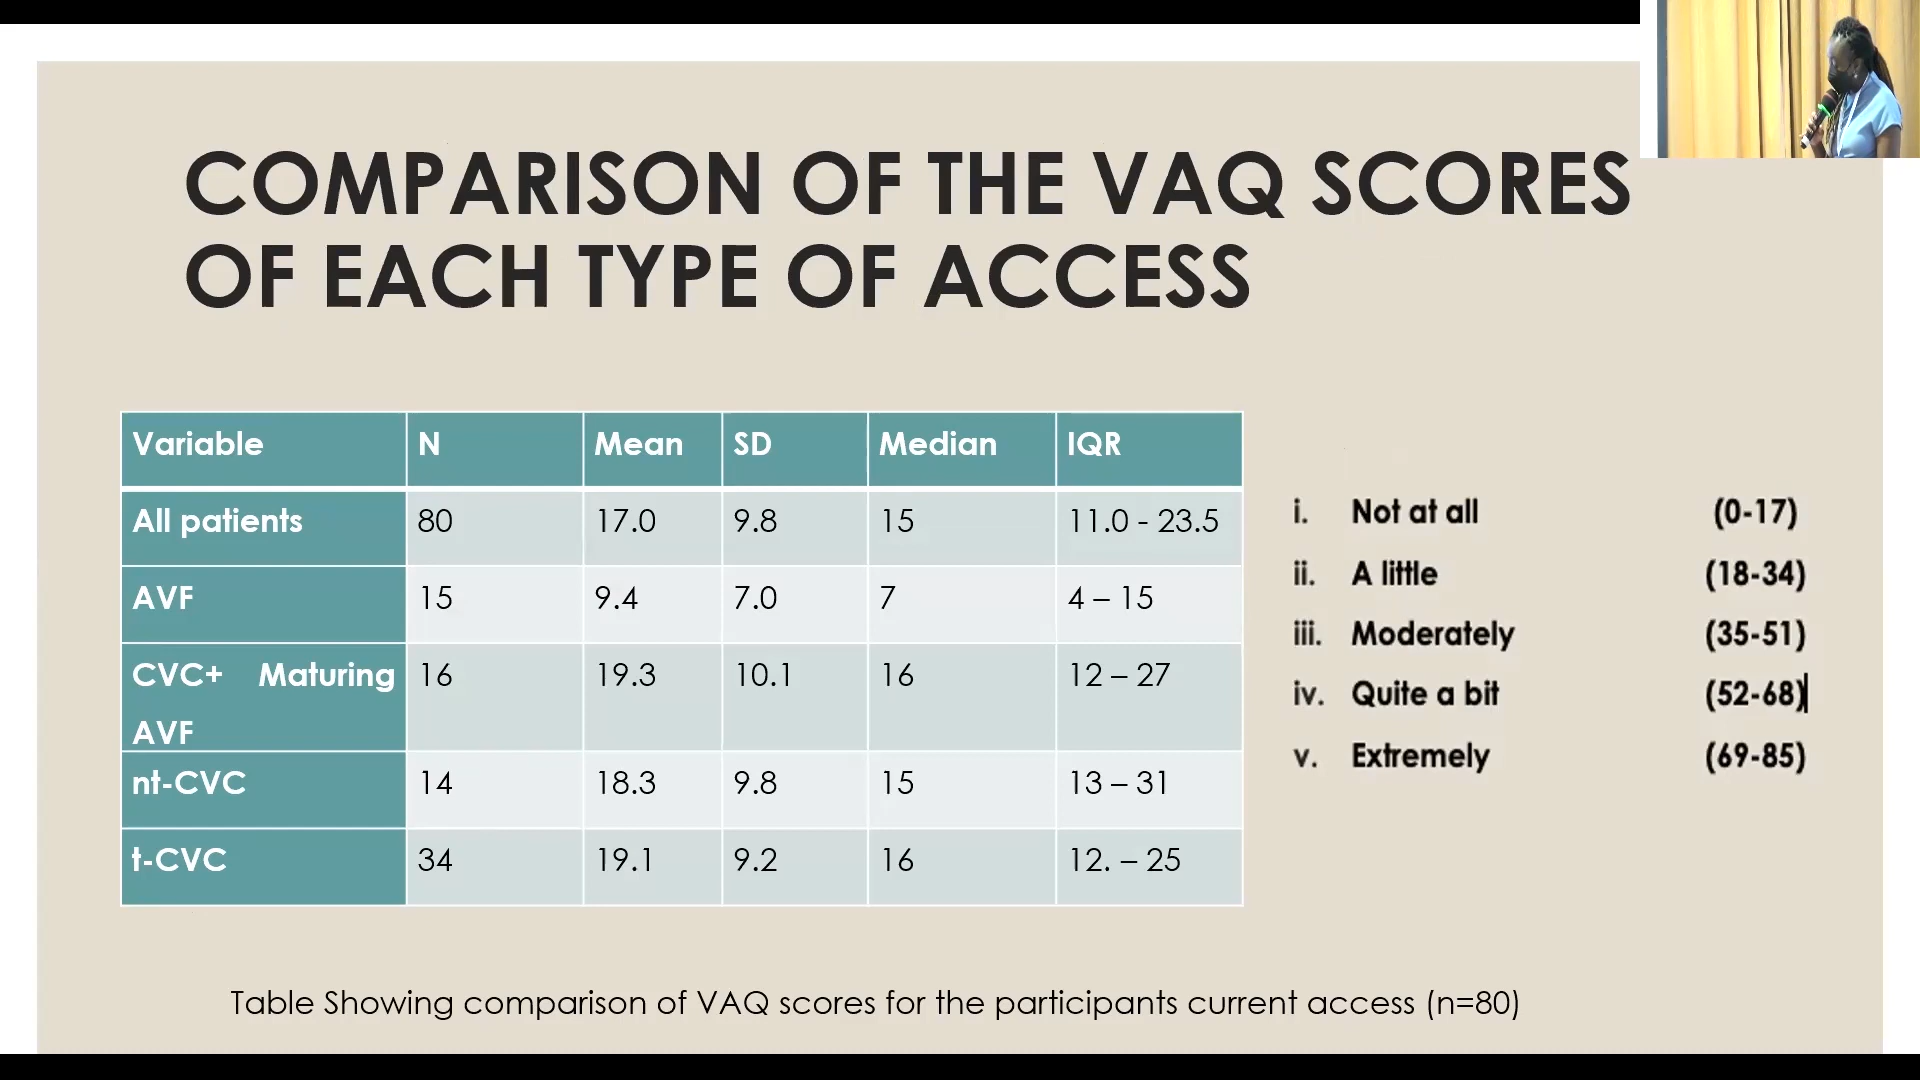 COMPARISON OF THE VAQ SCORES
OF EACH TYPE OF ACCESS
Variable N Mean SD Median IQR
All patients 80 17.0 9.8 15 11.0 - 23.5
AVF 15 9.4 7.0 7 4 – 15
CVC+ Maturing AVF 16 19.3 10.1 16 12 – 27
nt-CVC 14 18.3 9.8 15 13 – 31
t-CVC 34 19.1 9.2 16 12. – 25
i. Not at all (0-17)
ii. A little (18-34)
iii. Moderately (35-51)
iv. Quite a bit (52-68)
v. Extremely (69-85)
Table Showing comparison of VAQ scores for the participants current access (n=80)